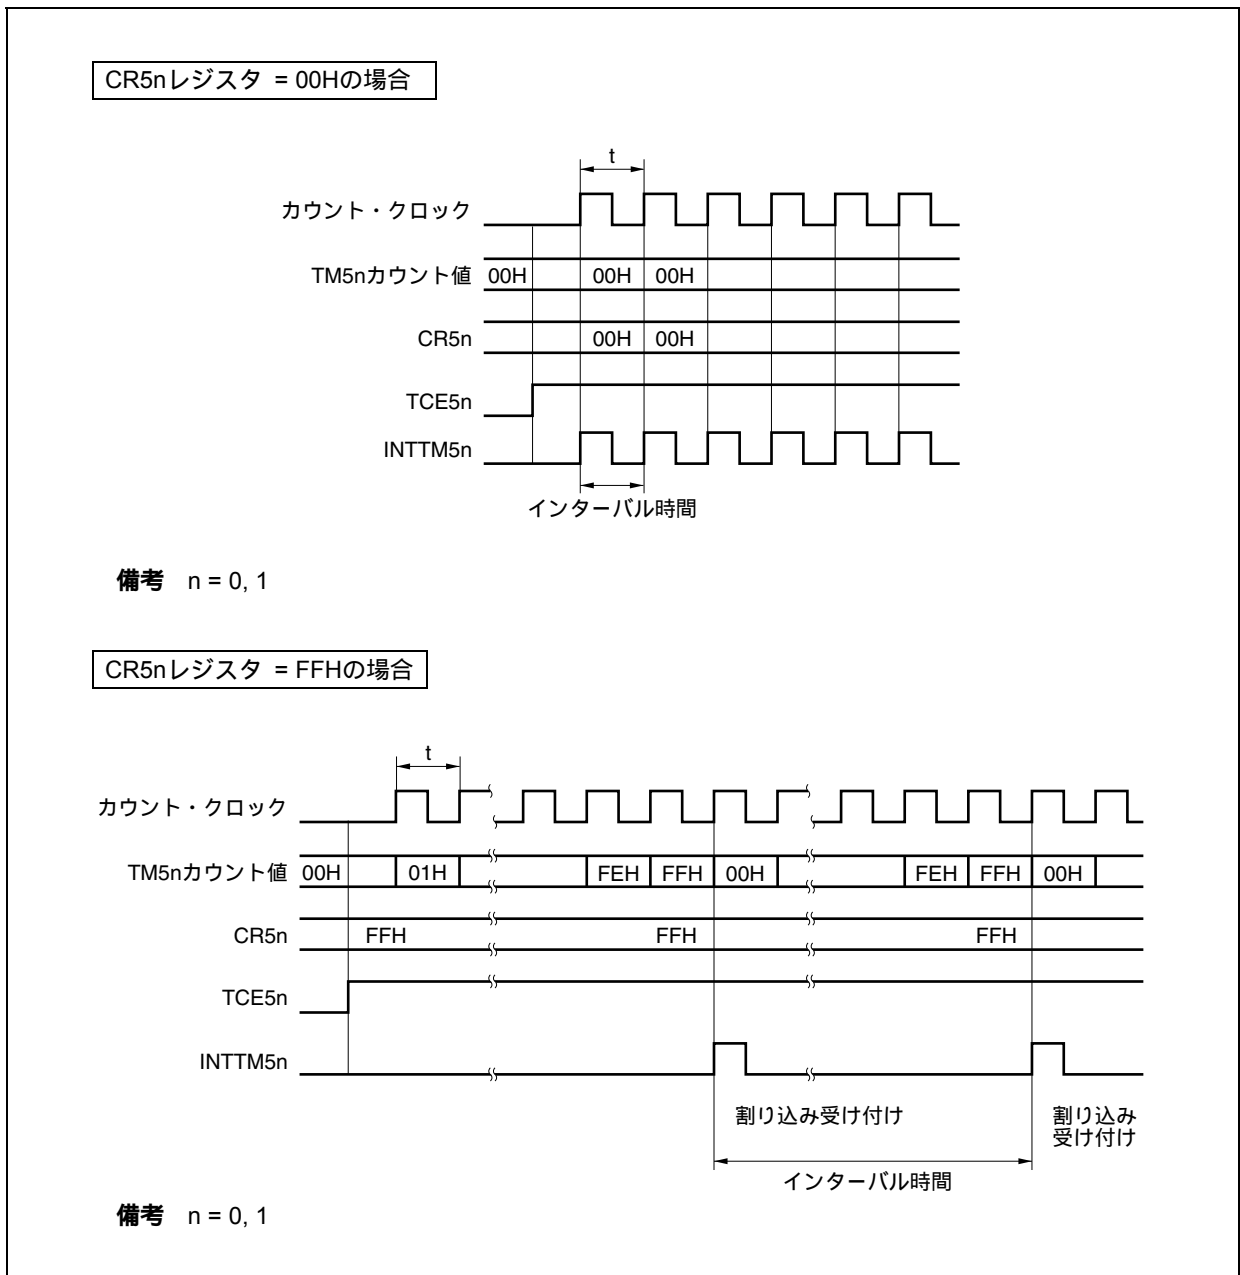 CR5nレジスタ = 00Hの場合
t
カウント・クロック
TM5nカウント値 00H 00H 00H
CR5n 00H 00H
TCE5n
INTTM5n
インターバル時間
備考 n = 0, 1
CR5nレジスタ = FFHの場合
t
カウント・クロック
TM5nカウント値 00H 01H FEH FFH 00H FEH FFH 00H
CR5n FFH FFH FFH
TCE5n
INTTM5n
割り込み受け付け
割り込み
受け付け
インターバル時間
備考 n = 0, 1